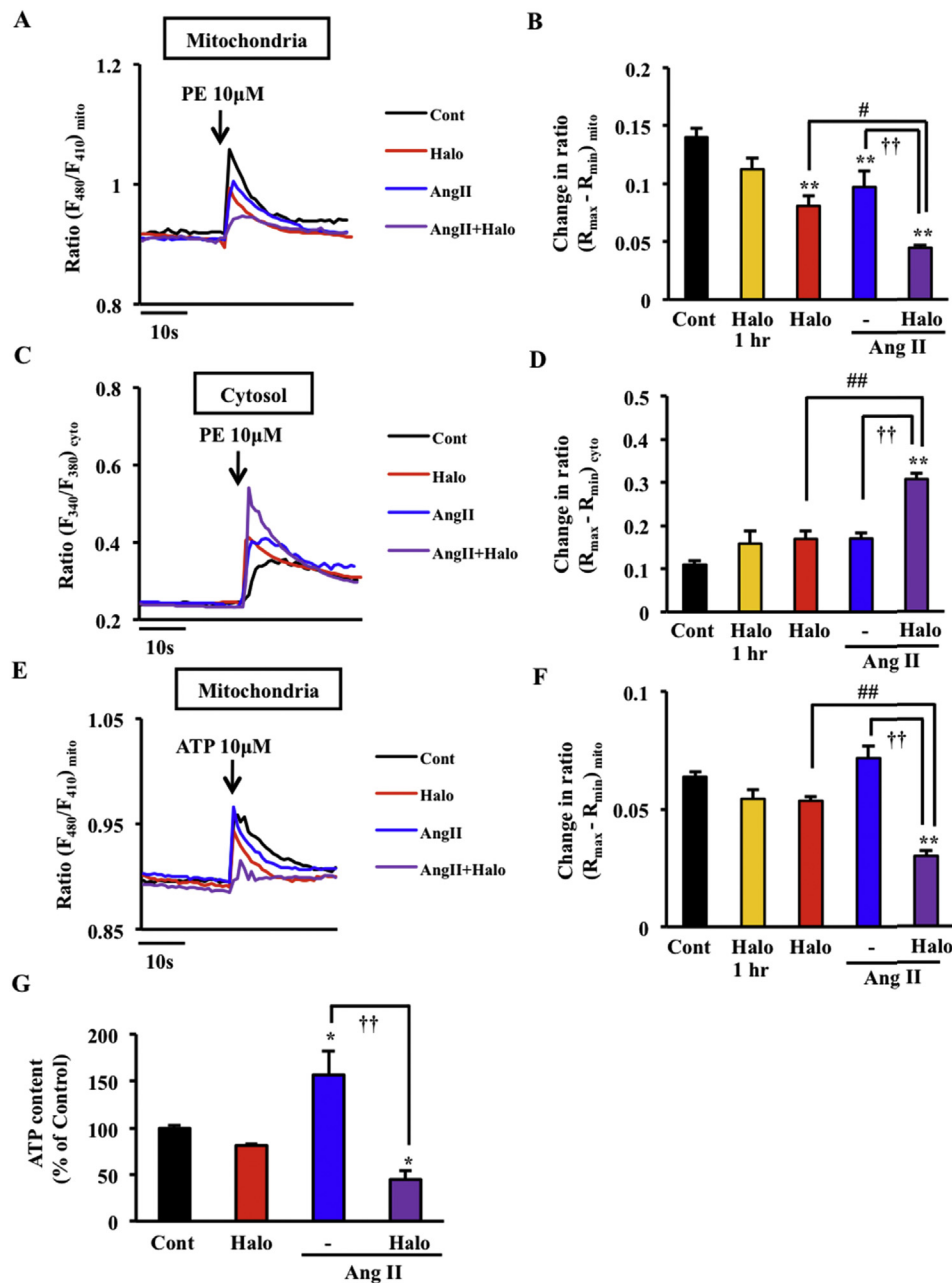 A
Mitochondria
1.2
1
0.8
Ratio (F480/F410) mito
PE 10μM
Cont
Halo
AngII
AngII+Halo
10s
B
0.2
0.15
0.1
0.05
0
Change in ratio
(Rmax - Rmin) mito
#
††
**
**
**
Cont
Halo
1 hr
Halo
-
Halo
Ang II
C
Cytosol
0.8
0.6
0.4
0.2
Ratio (F340/F380) cyto
PE 10μM
Cont
Halo
AngII
AngII+Halo
10s
D
0.5
0.4
0.3
0.2
0.1
0
Change in ratio
(Rmax - Rmin) cyto
##
††
**
Cont
Halo
1 hr
Halo
-
Halo
Ang II
E
Mitochondria
1.05
0.95
0.85
Ratio (F480/F410) mito
ATP 10μM
Cont
Halo
AngII
AngII+Halo
10s
F
0.1
0.05
0
Change in ratio
(Rmax - Rmin) mito
##
††
**
Cont
Halo
1 hr
Halo
-
Halo
Ang II
G
200
150
100
50
0
ATP content
(% of Control)
††
*
*
Cont
Halo
-
Halo
Ang II